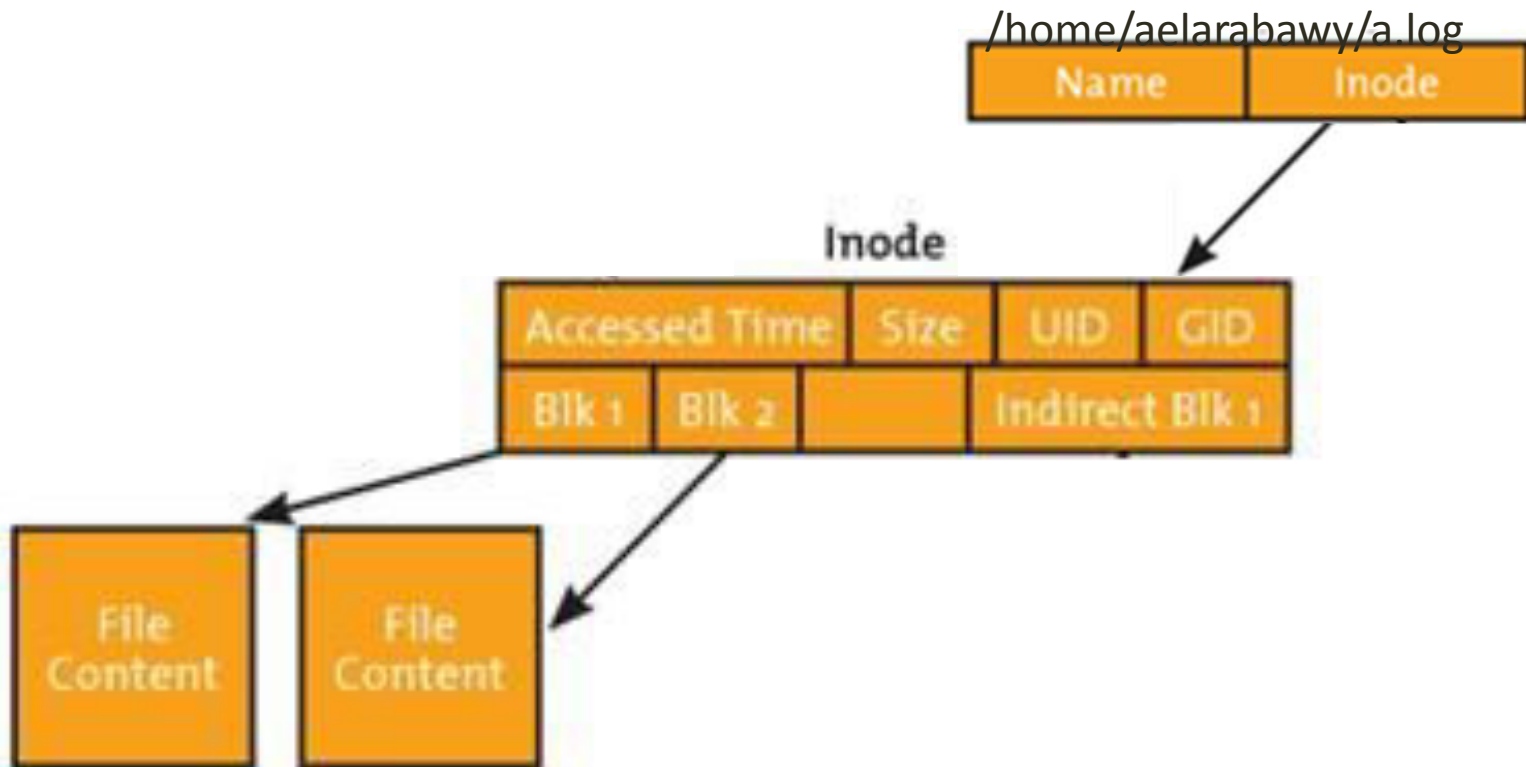 /home/aelarabawy/a.log
Name Inode
Inode
Accessed Time Size UID GID
Blk 1 Blk 2 Indirect Blk 1
File
Content
File
Content